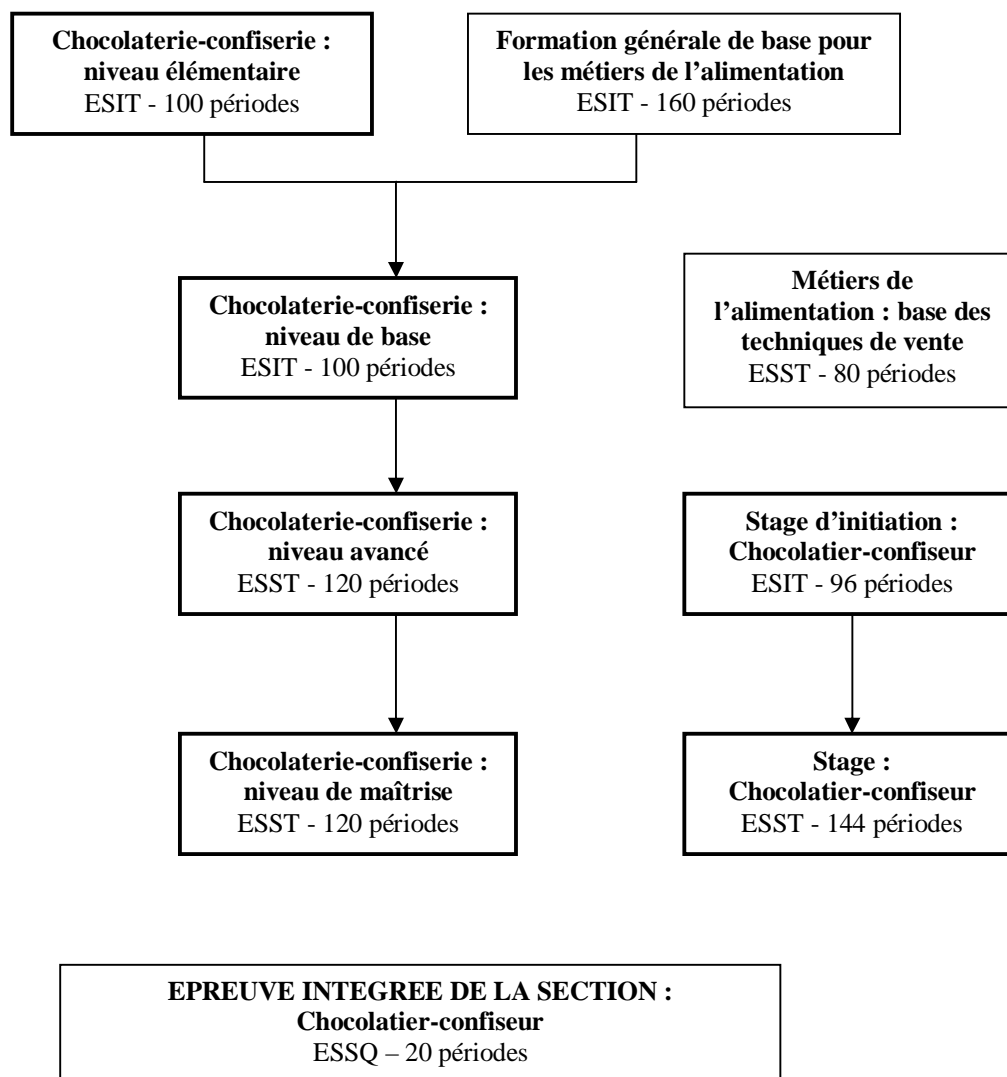 Chocolaterie-confiserie :
niveau élémentaire
ESIT - 100 périodes
Formation générale de base pour
les métiers de l'alimentation
ESIT - 160 périodes
Chocolaterie-confiserie :
niveau de base
ESIT - 100 périodes
Métiers de
l'alimentation : base des
techniques de vente
ESST - 80 périodes
Chocolaterie-confiserie :
niveau avancé
ESST - 120 périodes
Stage d'initiation :
Chocolatier-confiseur
ESIT - 96 périodes
Chocolaterie-confiserie :
niveau de maîtrise
ESST - 120 périodes
Stage :
Chocolatier-confiseur
ESST - 144 périodes
EPREUVE INTEGREE DE LA SECTION :
Chocolatier-confiseur
ESSQ – 20 périodes